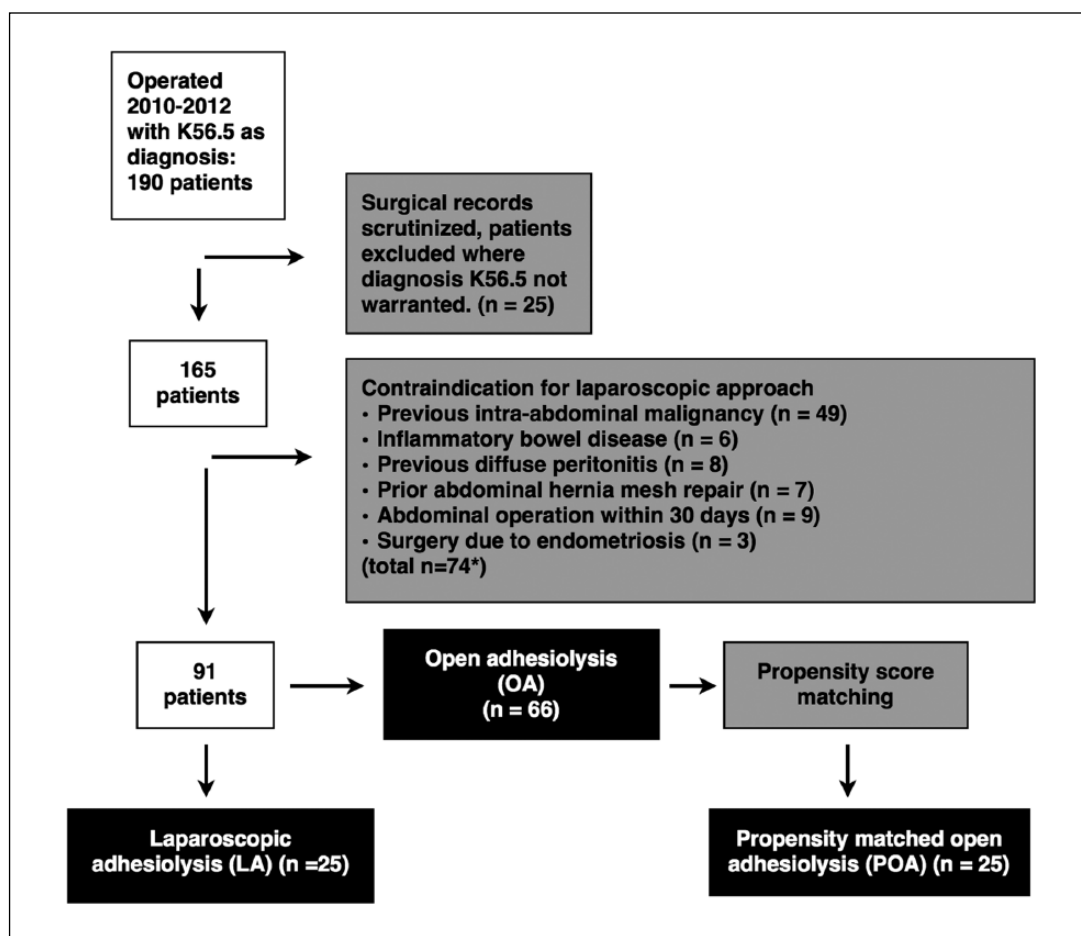 Operated
2010-2012
with K56.5 as
diagnosis:
190 patients
Surgical records
scrutinized, patients
excluded where
diagnosis K56.5 not
warranted. (n = 25)
165
patients
Contraindication for laparoscopic approach
• Previous intra-abdominal malignancy (n = 49)
• Inflammatory bowel disease (n = 6)
• Previous diffuse peritonitis (n = 8)
• Prior abdominal hernia mesh repair (n = 7)
• Abdominal operation within 30 days (n = 9)
• Surgery due to endometriosis (n = 3)
(total n=74*)
91
patients
Open adhesiolysis
(OA)
(n = 66)
Propensity score
matching
Laparoscopic
adhesiolysis (LA) (n =25)
Propensity matched open
adhesiolysis (POA) (n = 25)